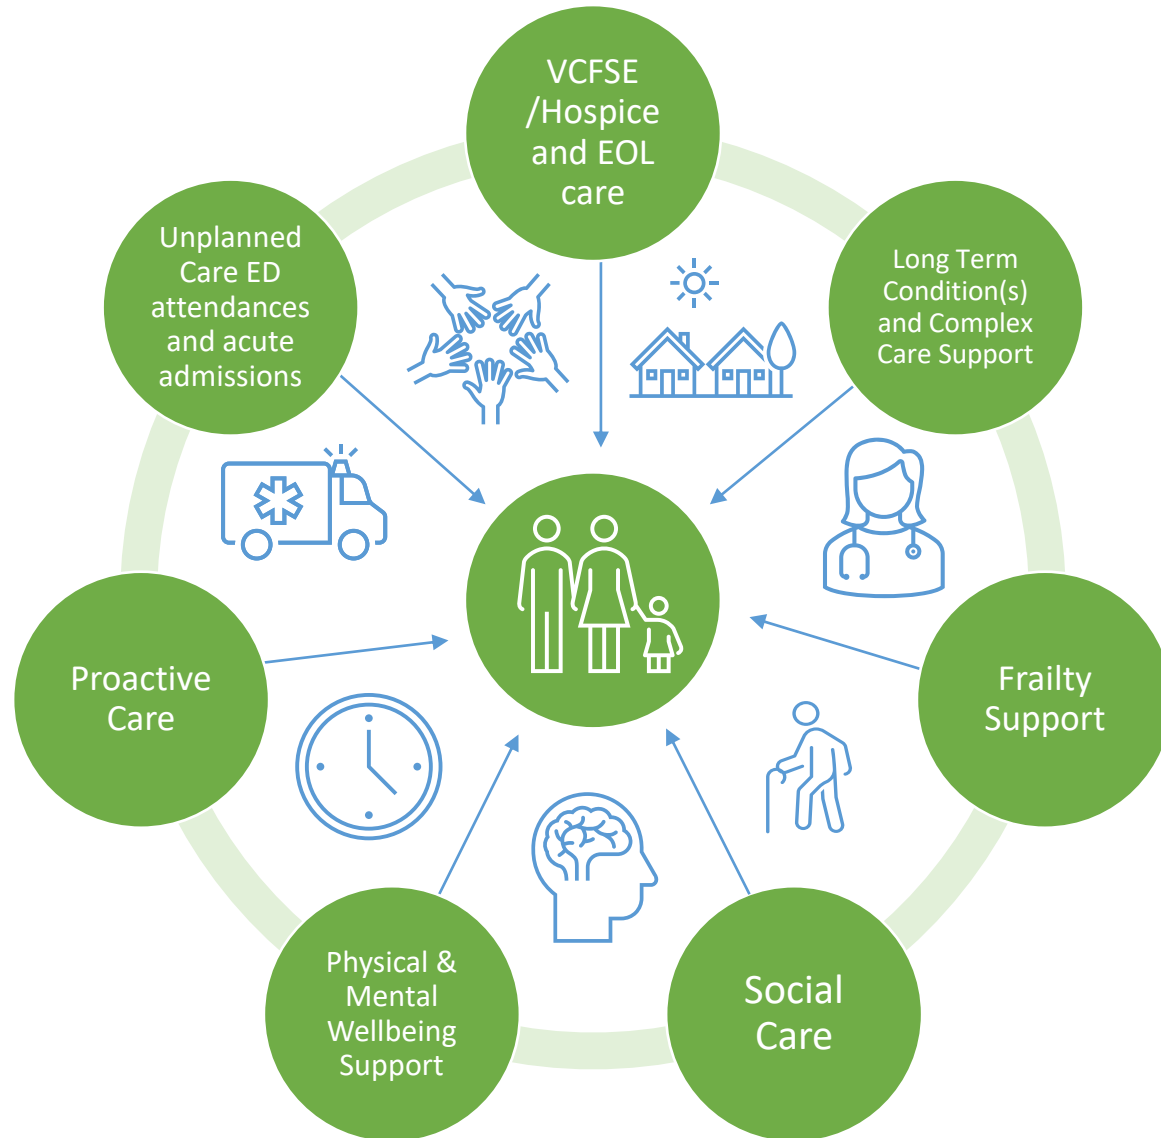 VCFSE
/Hospice
and EOL
care
Long Term
Condition(s)
and Complex
Care Support
Frailty
Support
Social
Care
Physical &
Mental
Wellbeing
Support
Proactive
Care
Unplanned
Care ED
attendances
and acute
admissions